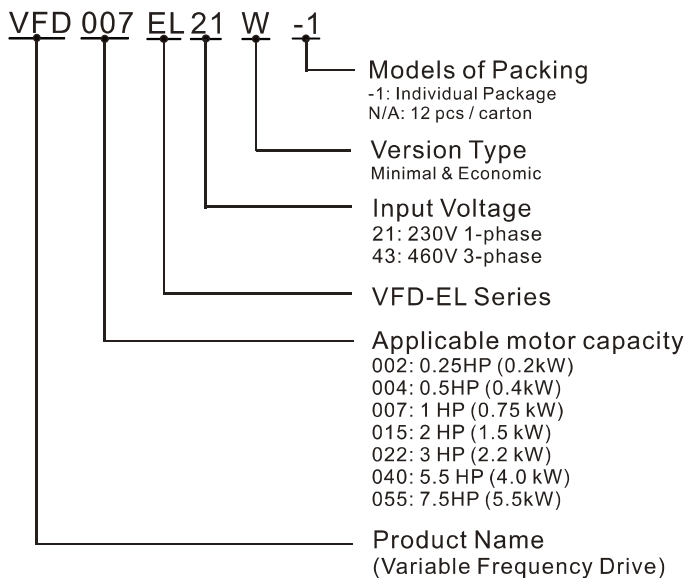 VFD 007 EL 21 W -1
Models of Packing
-1: Individual Package
N/A: 12 pcs / carton
Version Type
Minimal & Economic
Input Voltage
21: 230V 1-phase
43: 460V 3-phase
VFD-EL Series
Applicable motor capacity
002: 0.25HP (0.2kW)
004: 0.5HP (0.4kW)
007: 1 HP (0.75 kW)
015: 2 HP (1.5 kW)
022: 3 HP (2.2 kW)
040: 5.5 HP (4.0 kW)
055: 7.5HP (5.5kW)
Product Name
(Variable Frequency Drive)